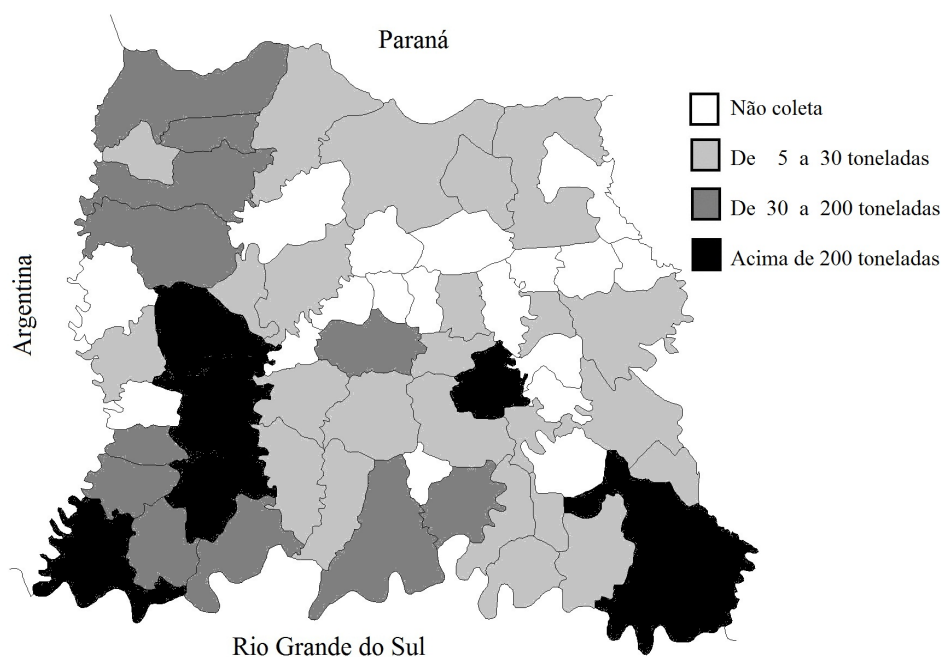 Paraná
Não coleta
De 5 a 30 toneladas
De 30 a 200 toneladas
Acima de 200 toneladas
Argentina
Rio Grande do Sul